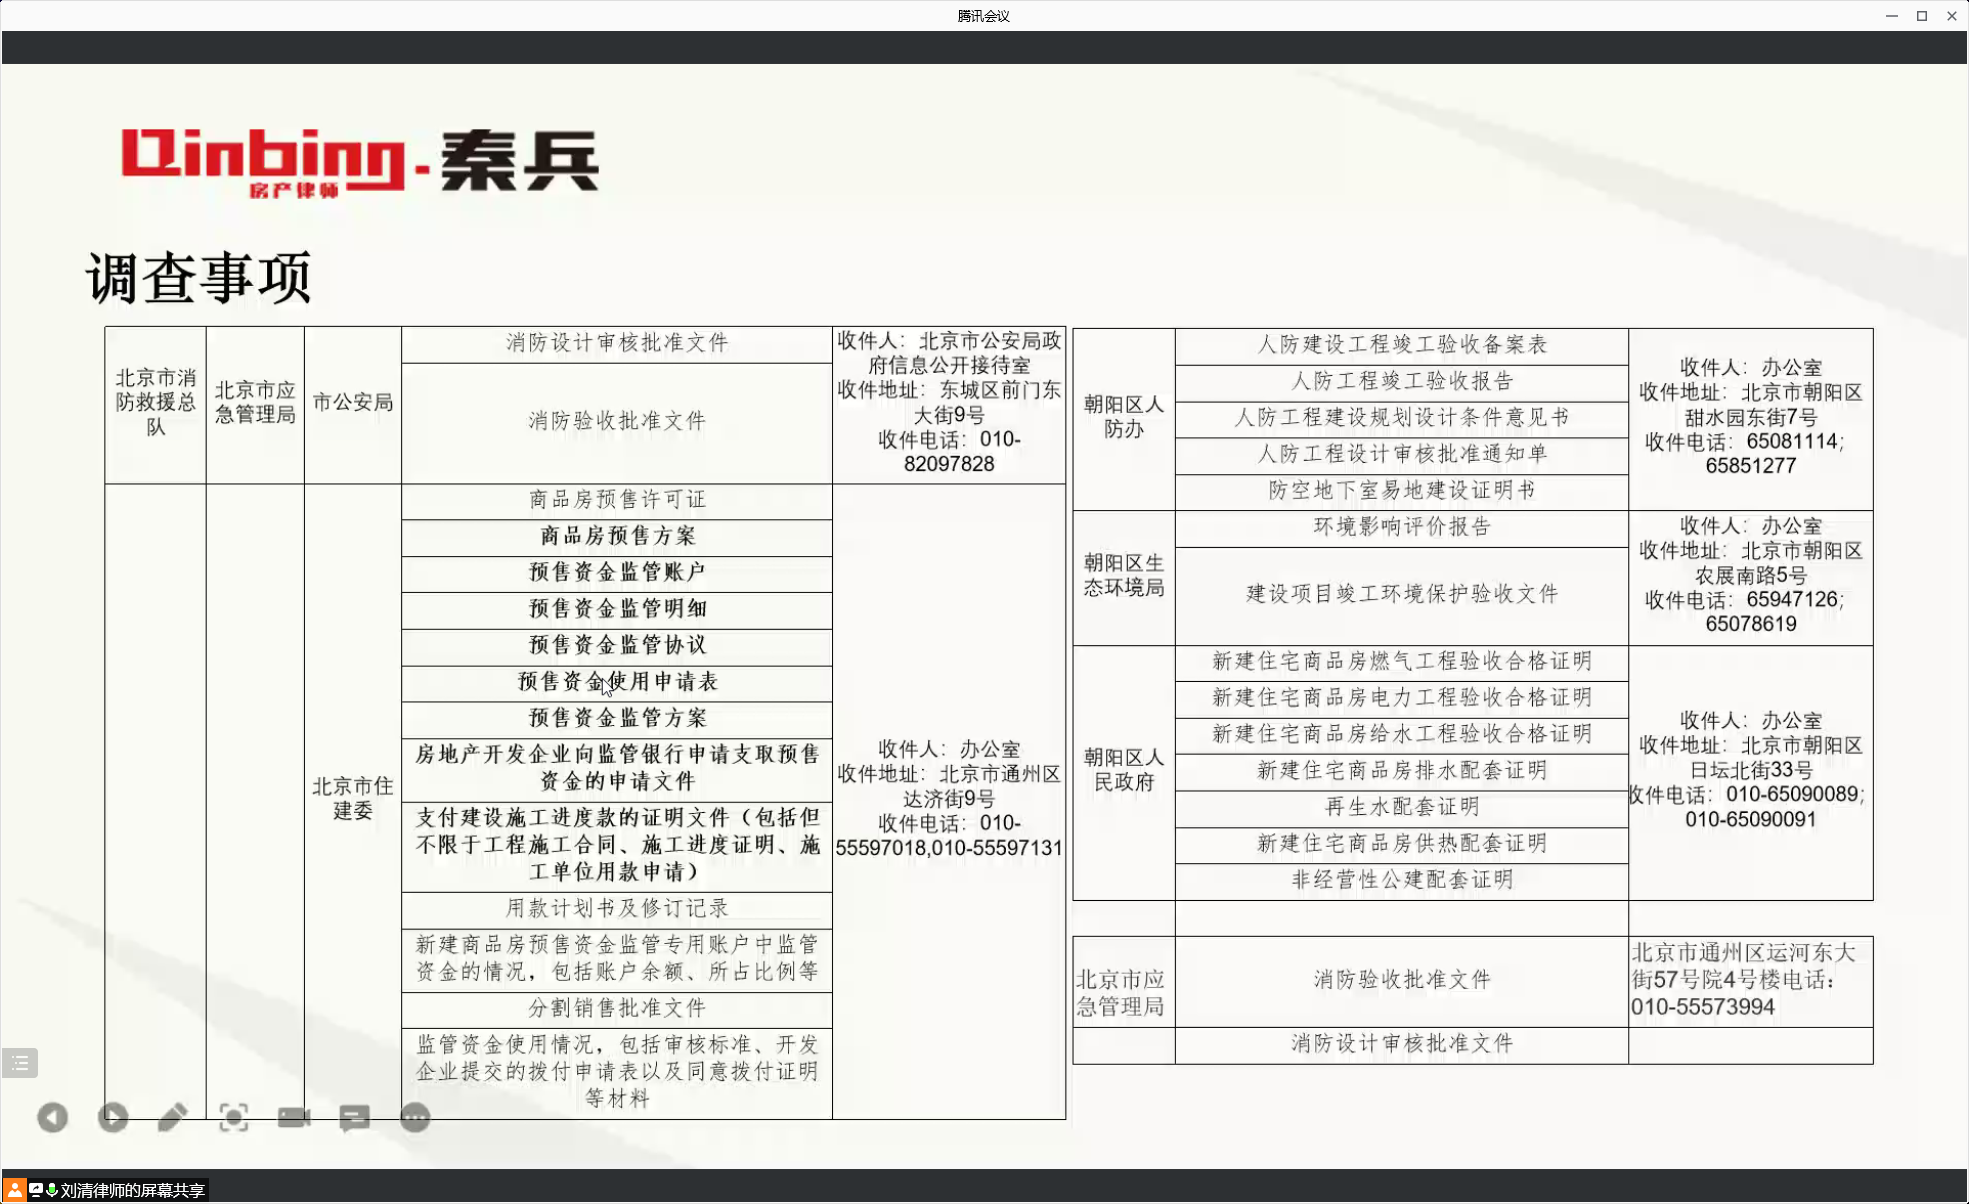 腾讯会议
Qinbing-秦兵
房产律师
调查事项
北京市消
防救援总
队
北京市应
急管理局
市公安局
消防设计审核批准文件
消防验收批准文件
收件人：北京市公安局政
府信息公开接待室
收件地址：东城区前门东
大街9号
收件电话：010-
82097828
北京市住
建委
商品房预售许可证
商品房预售方案
预售资金监管账户
预售资金监管明细
预售资金监管协议
预售资金使用申请表
预售资金监管方案
房地产开发企业向监管银行申请支取预售
资金的申请文件
支付建设施工进度款的证明文件（包括但
不限于工程施工合同、施工进度证明、施
工单位用款申请）
用款计划书及修订记录
新建商品房预售资金监管专用账户中监管
资金的情况，包括账户余额、所占比例等
分割销售批准文件
监管资金使用情况，包括审核标准、开发
企业提交的拨付申请表以及同意拨付证明
等材料
收件人：办公室
收件地址：北京市通州区
达济街9号
收件电话：010-
55597018,010-55597131
朝阳区人
防办
人防建设工程竣工验收备案表
人防工程竣工验收报告
人防工程建设规划设计条件意见书
人防工程设计审核批准通知单
防空地下室易地建设证明书
收件人：办公室
收件地址：北京市朝阳区
甜水园东街7号
收件电话：65081114；
65851277
朝阳区生
态环境局
环境影响评价报告
建设项目竣工环境保护验收文件
收件人：办公室
收件地址：北京市朝阳区
农展南路5号
收件电话：65947126；
65078619
朝阳区人
民政府
新建住宅商品房燃气工程验收合格证明
新建住宅商品房电力工程验收合格证明
新建住宅商品房给水工程验收合格证明
新建住宅商品房排水配套证明
再生水配套证明
新建住宅商品房供热配套证明
非经营性公建配套证明
收件人：办公室
收件地址：北京市朝阳区
日坛北街33号
收件电话：010-65090089；
010-65090091
北京市应
急管理局
消防验收批准文件
北京市通州区运河东大
街57号院4号楼电话：
010-55573994
消防设计审核批准文件
刘清律师的屏幕共享